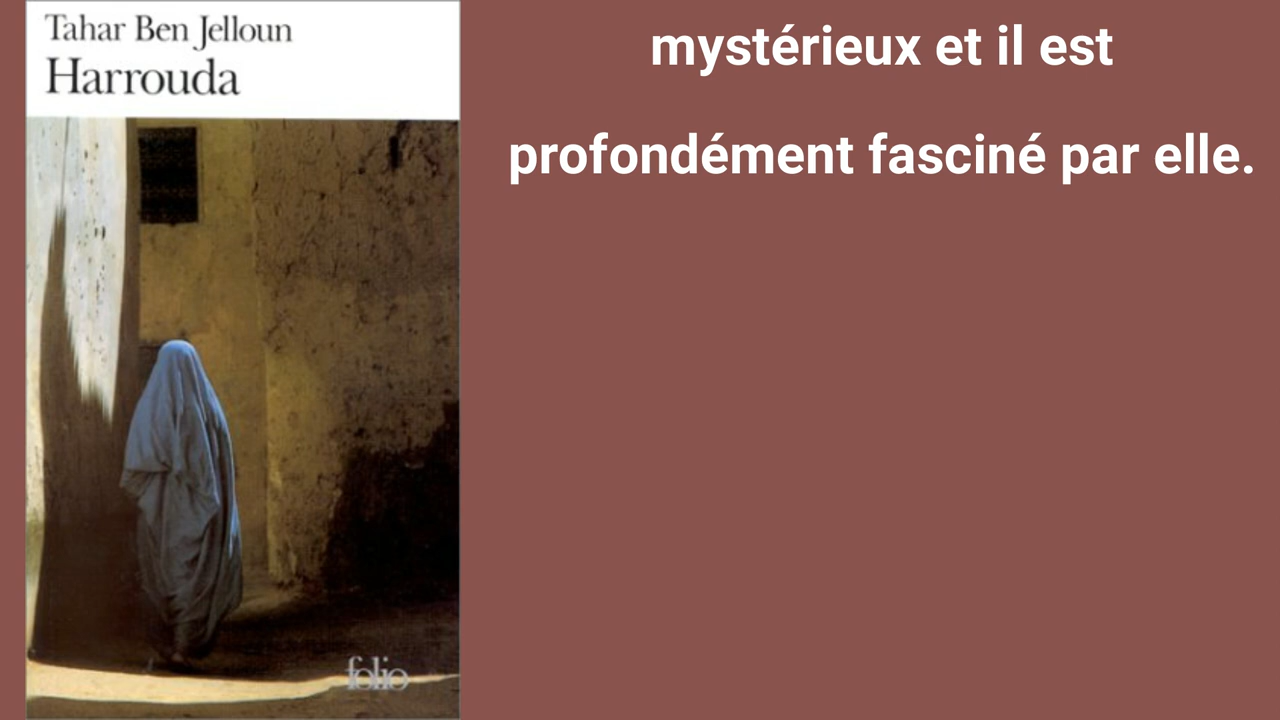 Tahar Ben Jelloun
Harrouda
folio
mystérieux et il est
profondément fasciné par elle.